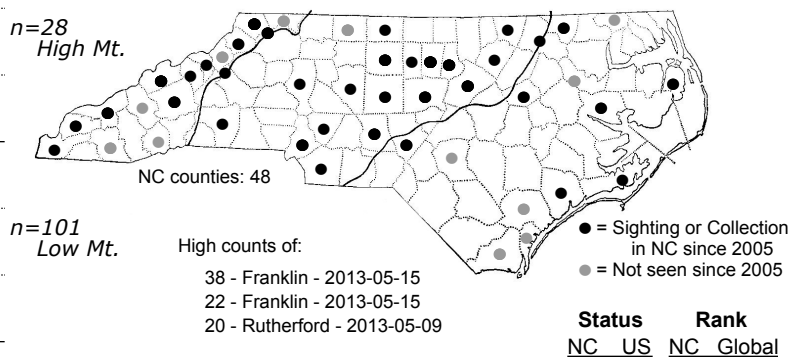 n=28
High Mt.
NC counties: 48
n=101
Low Mt.
High counts of:
38 - Franklin - 2013-05-15
22 - Franklin - 2013-05-15
20 - Rutherford - 2013-05-09
= Sighting or Collection
in NC since 2005
= Not seen since 2005
Status Rank
NC US NC Global